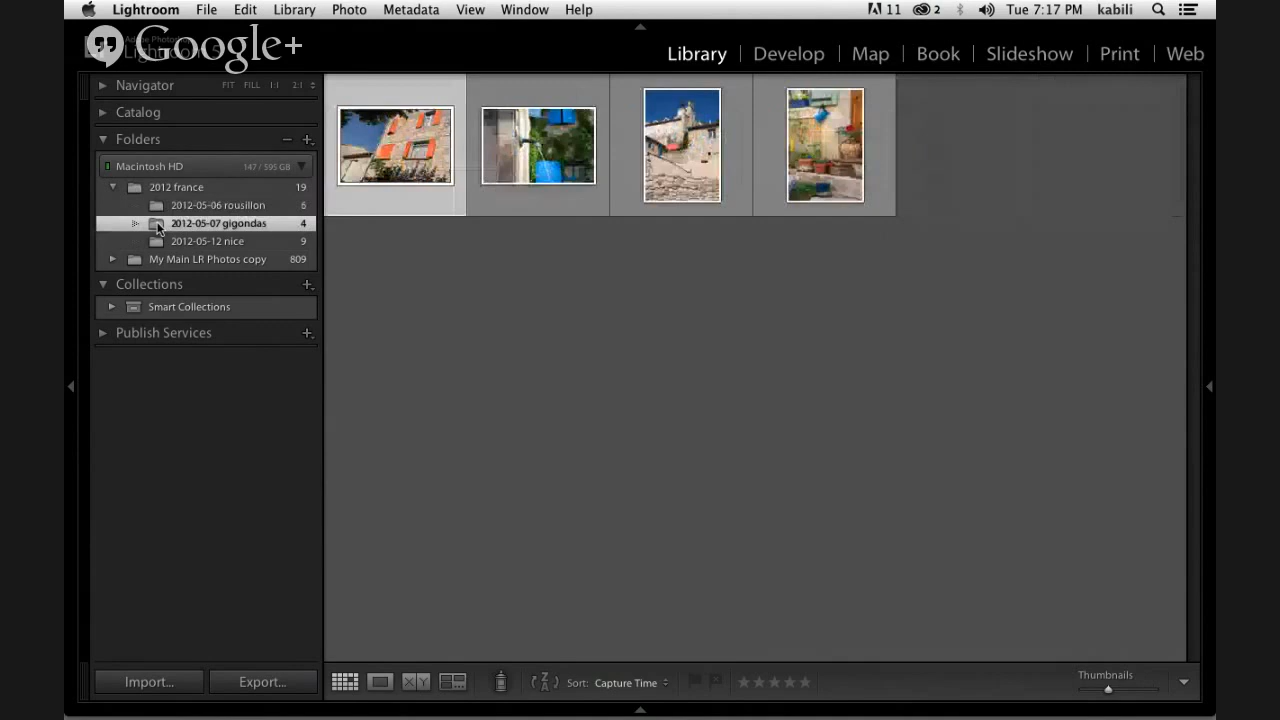 Lightroom File Edit Library Photo Metadata View Window Help 11 2 Tue 7:17 PM kabili
Google+
Library | Develop | Map | Book | Slideshow | Print | Web
Navigator FIT FILL 1:1 2:1
Catalog
Folders
Macintosh HD 147 / 595 GB
2012 france 19
2012-05-06 rousillon 6
2012-05-07 gigondas 4
2012-05-12 nice 9
My Main LR Photos copy 809
Collections
Smart Collections
Publish Services
Import... Export... Sort: Capture Time Thumbnails